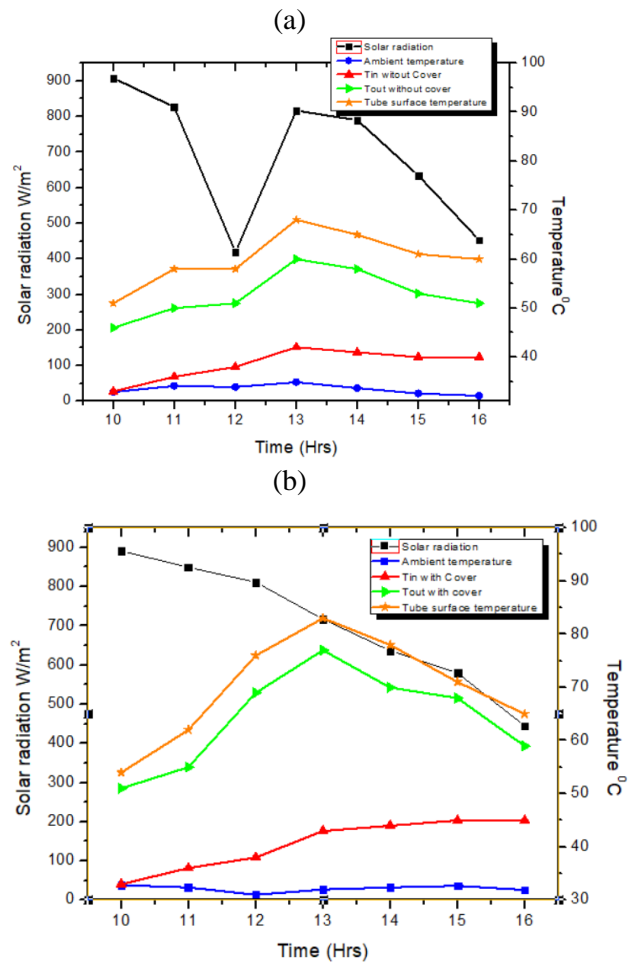 (a)
Solar radiation
Ambient temperature
Tin witout Cover
Tout without cover
Tube surface temperature
900
800
700
600
500
400
300
200
100
0
Solar radiation W/m²
100
90
80
70
60
50
40
Temperature⁰C
10 11 12 13 14 15 16
Time (Hrs)
(b)
Solar radiation
Ambient temperature
Tin with Cover
Tout with cover
Tube surface temperature
900
800
700
600
500
400
300
200
100
0
Solar radiation W/m²
100
90
80
70
60
50
40
30
Temperature ⁰C
10 11 12 13 14 15 16
Time (Hrs)